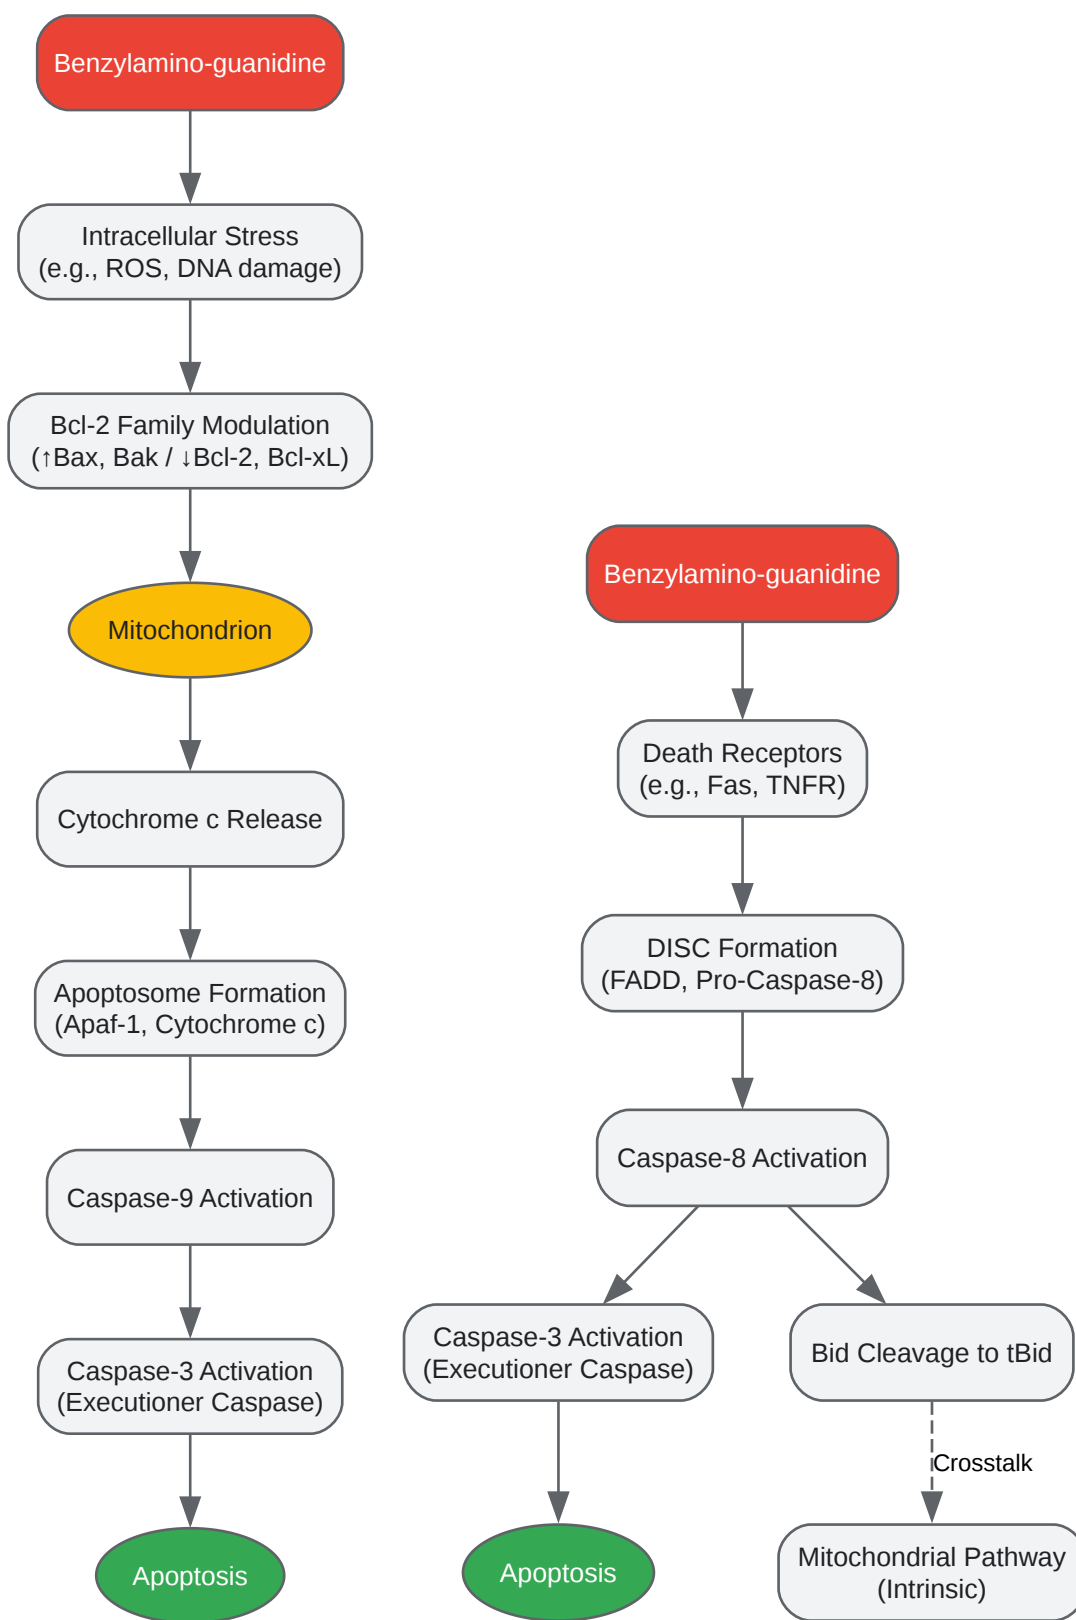 Benzylamino-guanidine
Intracellular Stress
(e.g., ROS, DNA damage)
Bcl-2 Family Modulation
(↑Bax, Bak / ↓Bcl-2, Bcl-xL)
Mitochondrion
Cytochrome c Release
Apoptosome Formation
(Apaf-1, Cytochrome c)
Caspase-9 Activation
Caspase-3 Activation
(Executioner Caspase)
Apoptosis
Benzylamino-guanidine
Death Receptors
(e.g., Fas, TNFR)
DISC Formation
(FADD, Pro-Caspase-8)
Caspase-8 Activation
Caspase-3 Activation
(Executioner Caspase)
Apoptosis
Bid Cleavage to tBid
Crosstalk
Mitochondrial Pathway
(Intrinsic)